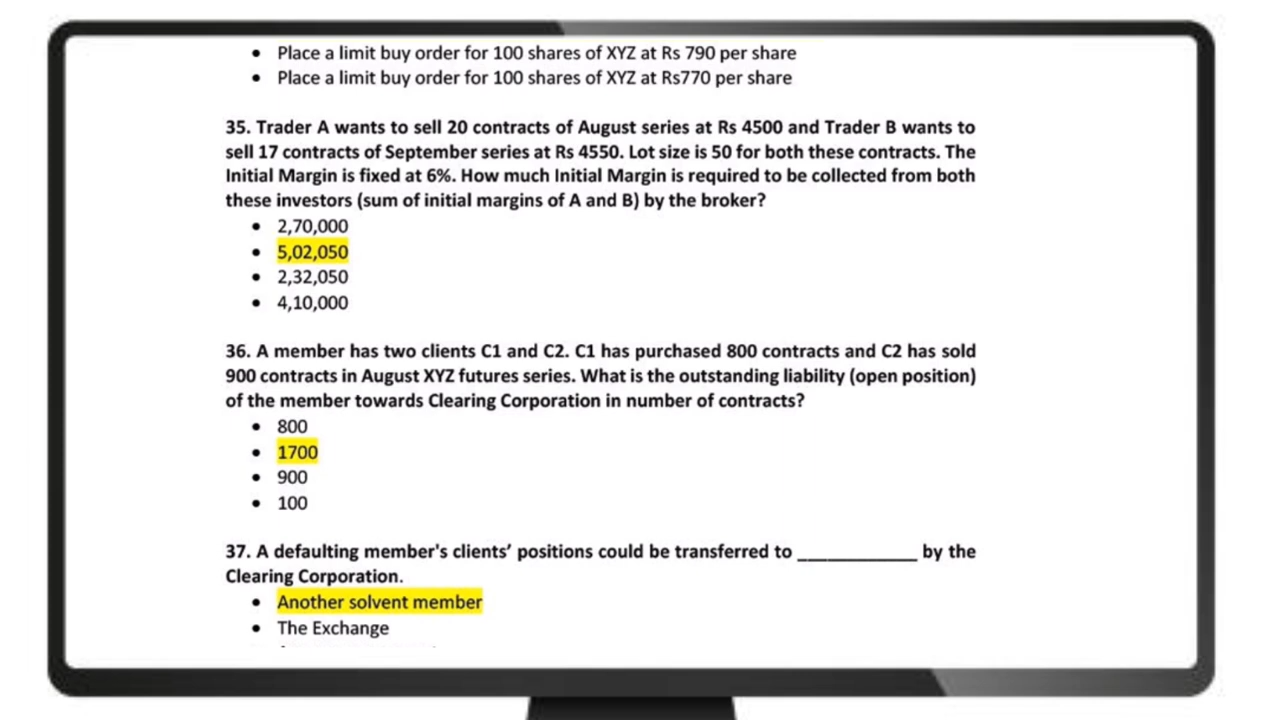 • Place a limit buy order for 100 shares of XYZ at Rs 790 per share
• Place a limit buy order for 100 shares of XYZ at Rs770 per share
35. Trader A wants to sell 20 contracts of August series at Rs 4500 and Trader B wants to
sell 17 contracts of September series at Rs 4550. Lot size is 50 for both these contracts. The
Initial Margin is fixed at 6%. How much Initial Margin is required to be collected from both
these investors (sum of initial margins of A and B) by the broker?
• 2,70,000
• 5,02,050
• 2,32,050
• 4,10,000
36. A member has two clients C1 and C2. C1 has purchased 800 contracts and C2 has sold
900 contracts in August XYZ futures series. What is the outstanding liability (open position)
of the member towards Clearing Corporation in number of contracts?
• 800
• 1700
• 900
• 100
37. A defaulting member's clients’ positions could be transferred to ____________ by the
Clearing Corporation.
• Another solvent member
• The Exchange